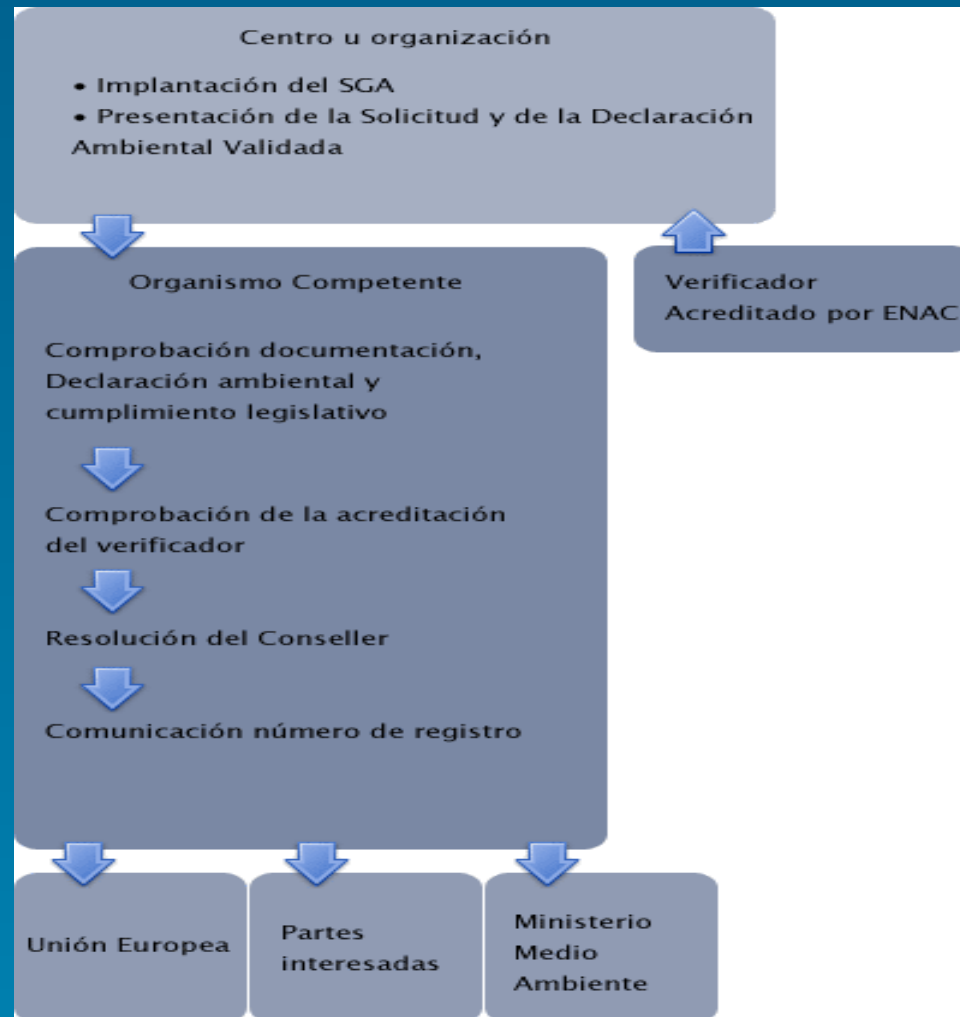 Centro u organización
• Implantación del SGA
• Presentación de la Solicitud y de la Declaración
Ambiental Validada
Organismo Competente
Comprobación documentación,
Declaración ambiental y
cumplimiento legislativo
Comprobación de la acreditación
del verificador
Resolución del Conseller
Comunicación número de registro
Verificador
Acreditado por ENAC
Unión Europea
Partes
interesadas
Ministerio
Medio
Ambiente